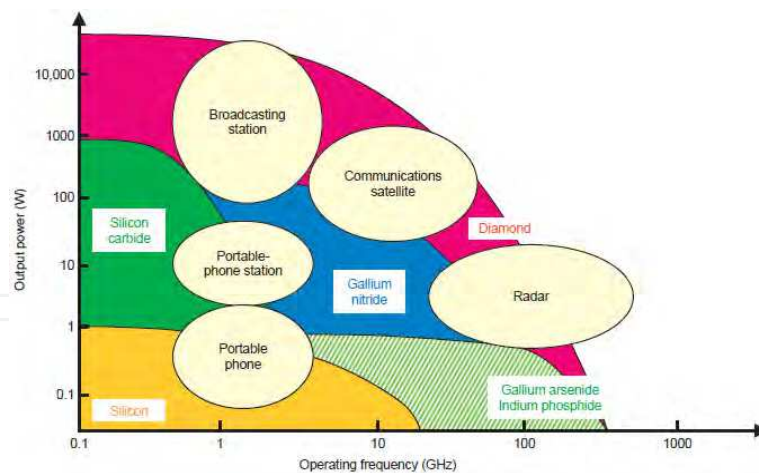 10,000
Broadcasting
station
1000
Communications
satellite
100
Silicon
carbide
Diamond
Output power (W)
Portable-
phone station
10
Gallium
nitride
Radar
1
Portable
phone
0.1
Gallium arsenide
Indium phosphide
Silicon
0.1
1
10
100
1000
Operating frequency (GHz)